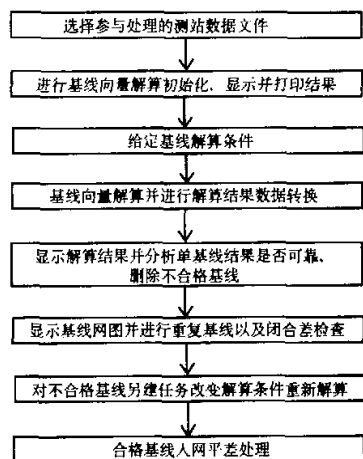 选择参与处理的测站数据文件
进行基线向量解算初始化、显示并打印结果
给定基线解算条件
基线向量解算并进行解算结果数据转换
显示解算结果并分析单基线结果是否可靠、
删除不合格基线
显示基线网图并进行重复基线以及闭合差检查
对不合格基线另建任务改变解算条件重新解算
合格基线入网平差处理